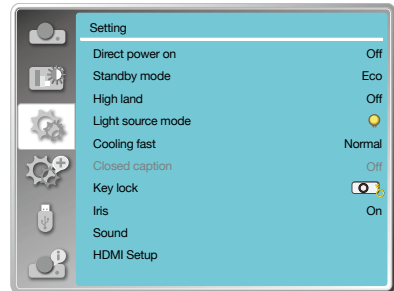 Setting
Direct power on Off
Standby mode Eco
High land Off
Light source mode
Cooling fast Normal
Closed caption Off
Key lock
Iris On
Sound
HDMI Setup